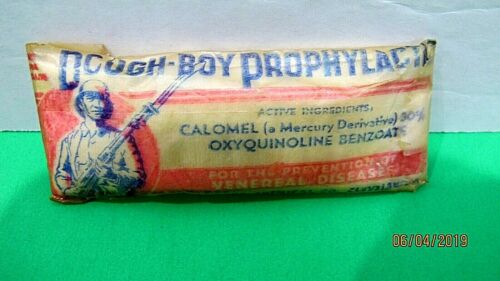 DOUGH-BOY PROPHYLACTI
ACTIVE INGREDIENTS:
CALOMEL (a Mercury Derivative) 30%
OXYQUINOLINE BENZOATE
FOR THE PREVENTION OF
VENEREAL DISEASES
06/04/2019